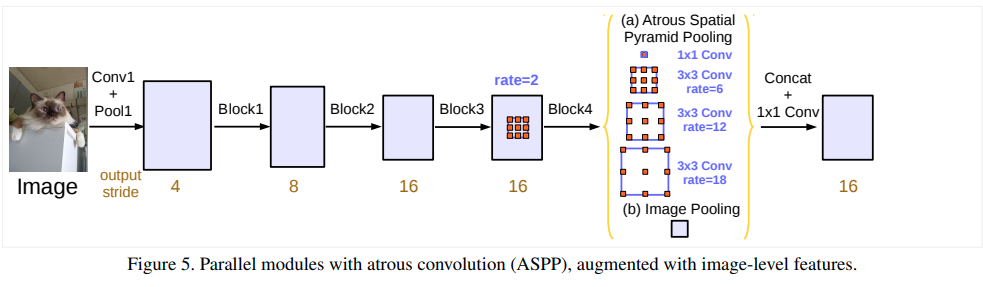 (a) Atrous Spatial
Pyramid Pooling
1x1 Conv
3x3 Conv
rate=6
3x3 Conv
rate=12
3x3 Conv
rate=18
(b) Image Pooling
Conv1
+
Pool1
Block1
Block2
Block3
rate=2
Block4
Concat
+
1x1 Conv
Image
output
stride
4
8
16
16
16
Figure 5. Parallel modules with atrous convolution (ASPP), augmented with image-level features.